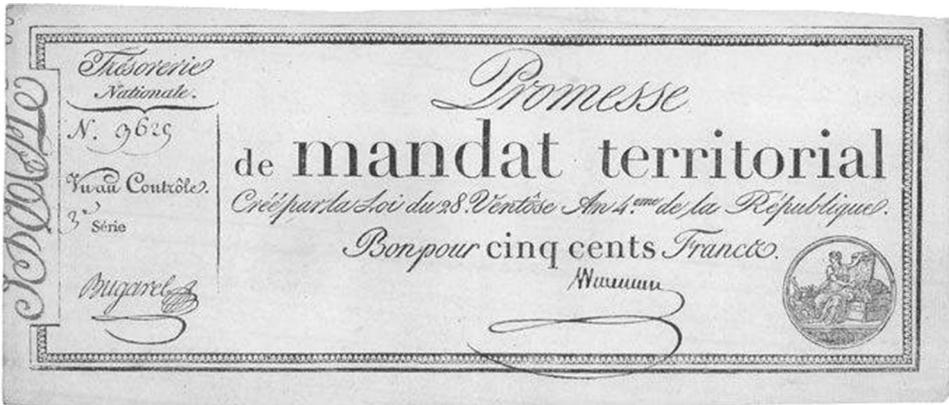 Trésorerie
Nationale.
N. 9629
Vu au Contrôle.
3e Série
Bugarel
Promesse
de mandat territorial
Créé par la Loi du 28. Ventôse An 4.eme de la République.
Bon pour cinq cents Francs.